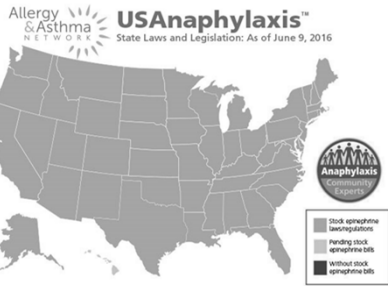 Allergy
& Asthma
NETWORK
USAnaphylaxis™
State Laws and Legislation: As of June 9, 2016
Anaphylaxis
Community
Experts
Stock epinephrine
laws/regulations
Pending stock
epinephrine bills
Without stock
epinephrine bills